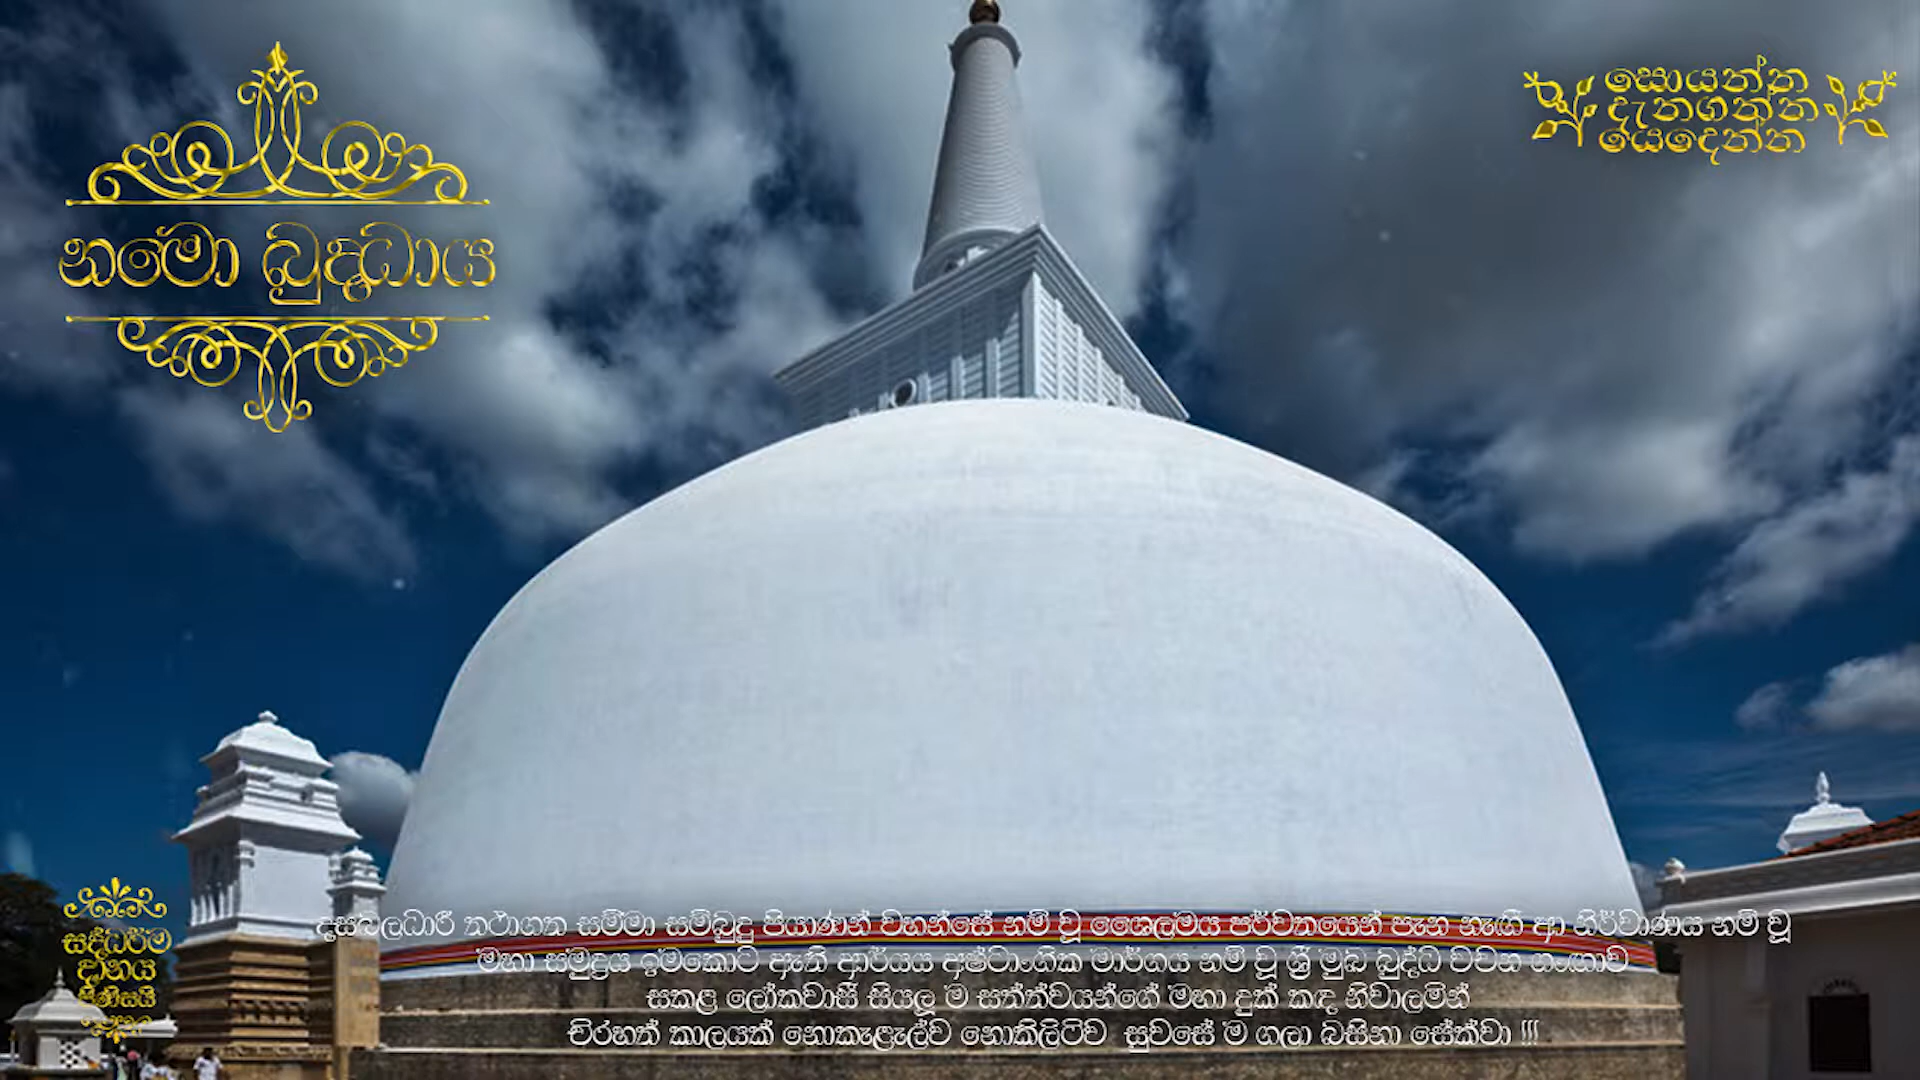 නමෝ බුද්ධාය
සොයන්න
දැනගන්න
යෙදෙන්න
සද්ධර්ම
දානය
පිණිසයි
දසබලධාරී තථාගත සම්මා සම්බුදු පියාණන් වහන්සේ නම් වූ ශෛලමය පර්වතයෙන් පැන නැඟී ආ නිර්වාණය නම් වූ
මහා සමුද්‍රය ඉමකොට ඇති ආර්යය අෂ්ටාංගික මාර්ගය නම් වූ ශ්‍රී මුඛ බුද්ධ වචන ගංගාව
සකළ ලෝකවාසී සියලූ ම සත්ත්වයන්ගේ මහා දුක් කඳ නිවාලමින්
චිරහත් කාලයක් නොකැළැල්ව නොකිලිටිව සුවසේ ම ගලා බසීනා සේක්වා !!!